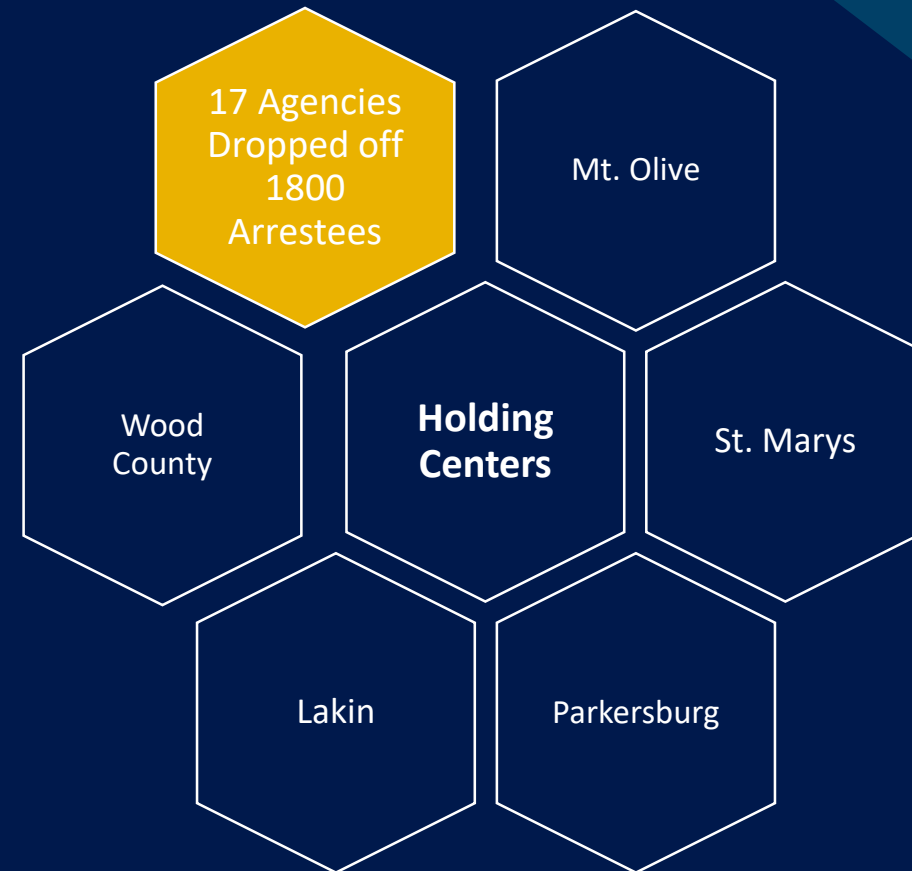 17 Agencies
Dropped off
1800
Arrestees
Mt. Olive
Wood
County
Holding
Centers
St. Marys
Lakin
Parkersburg